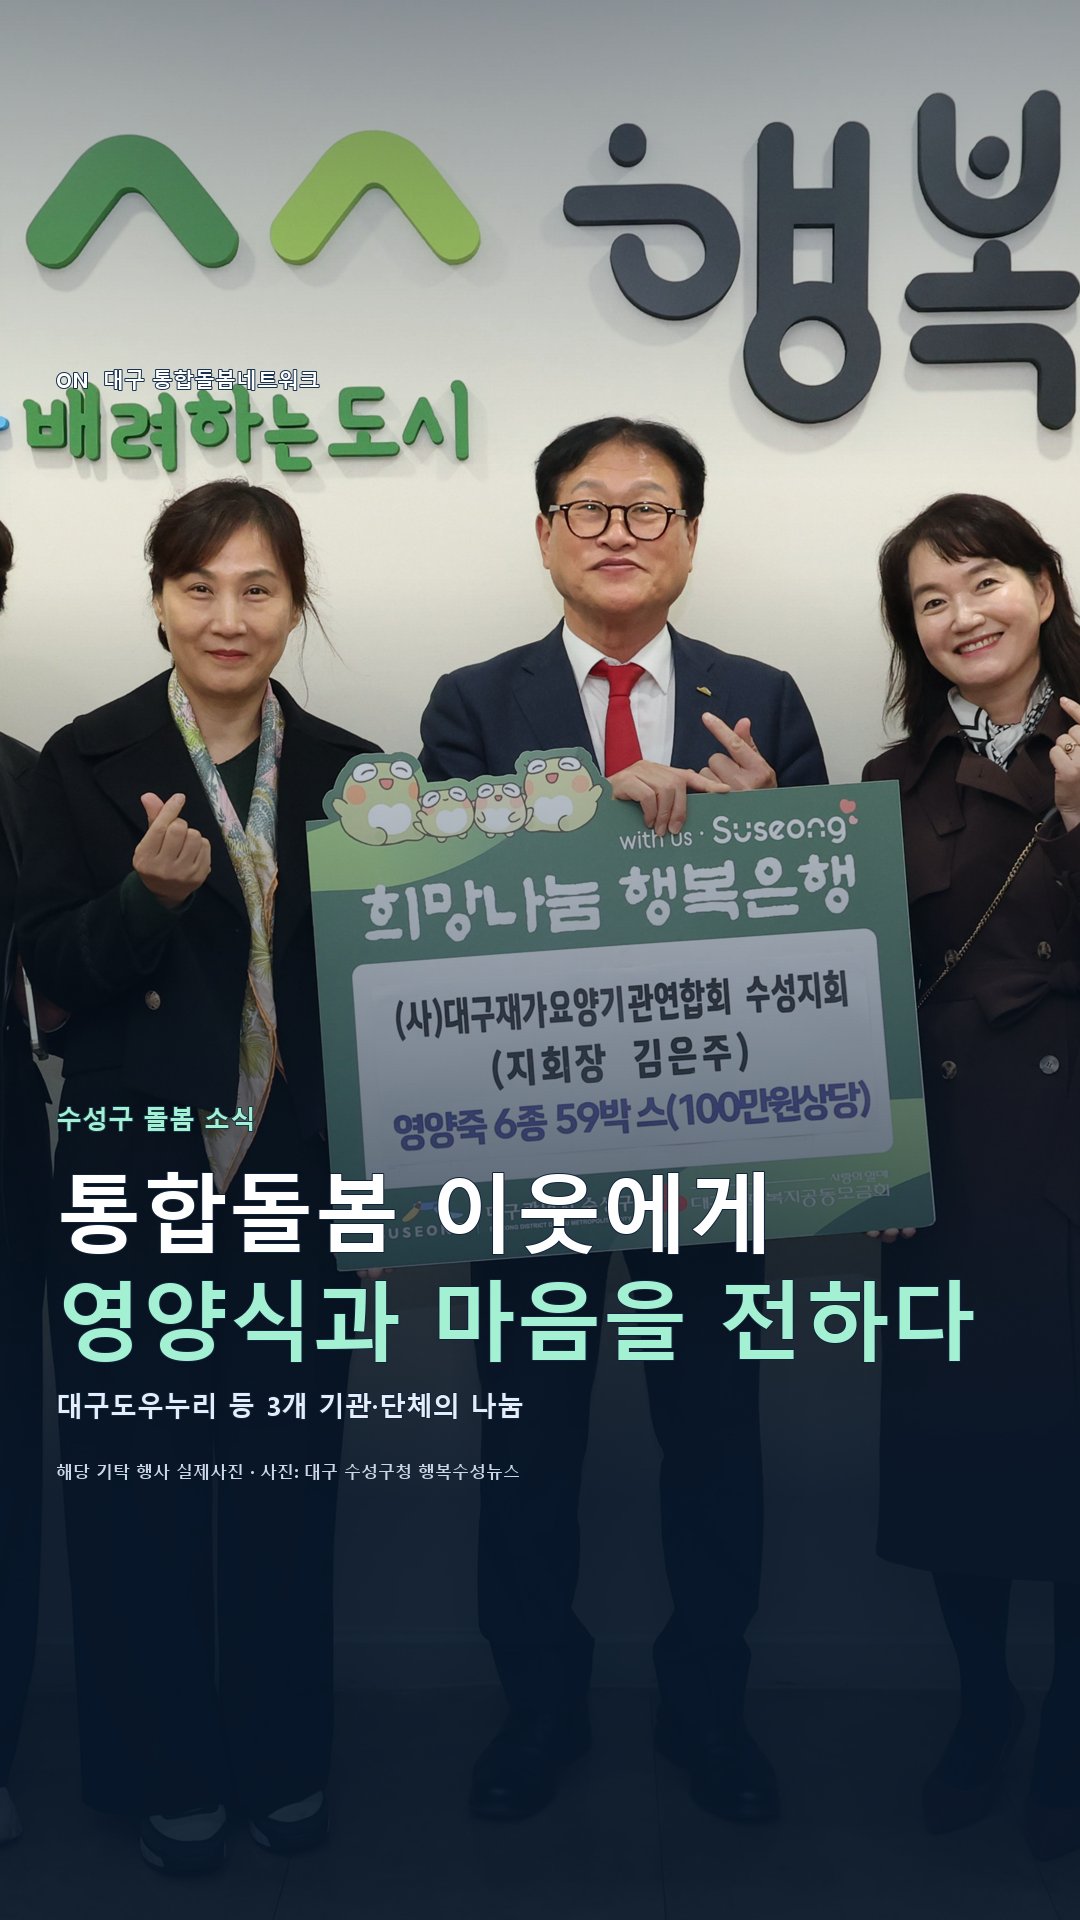 행복
ON 대구 통합돌봄네트워크
배려하는도시
with us · Suseong
희망나눔 행복은행
(사)대구재가요양기관연합회 수성지회
(지회장 김은주)
영양죽 6종 59박스(100만원상당)
수성구 돌봄 소식
통합돌봄 이웃에게
영양식과 마음을 전하다
대구도우누리 등 3개 기관·단체의 나눔
해당 기탁 행사 실제사진 · 사진: 대구 수성구청 행복수성뉴스